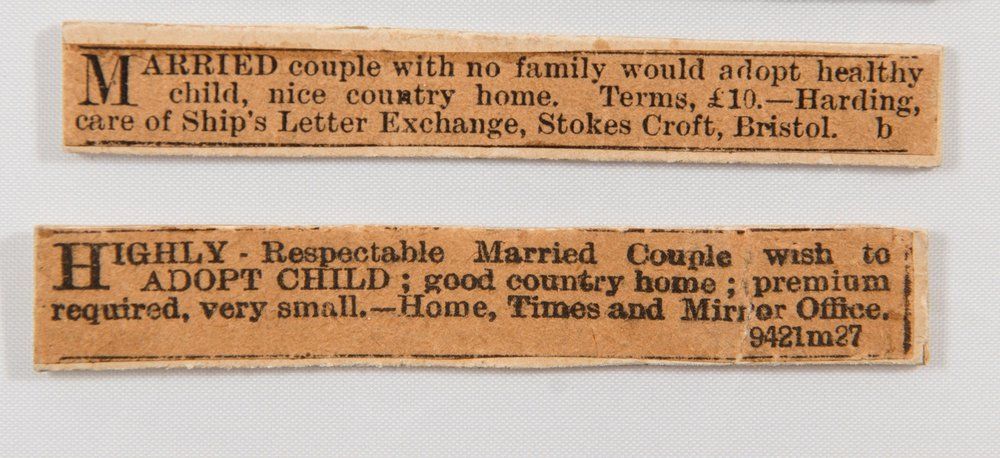 MARRIED couple with no family would adopt healthy
child, nice country home. Terms, £10.—Harding,
care of Ship's Letter Exchange, Stokes Croft, Bristol. b
HIGHLY - Respectable Married Couple wish to
ADOPT CHILD ; good country home ; premium
required, very small.—Home, Times and Mirror Office.
9421m27